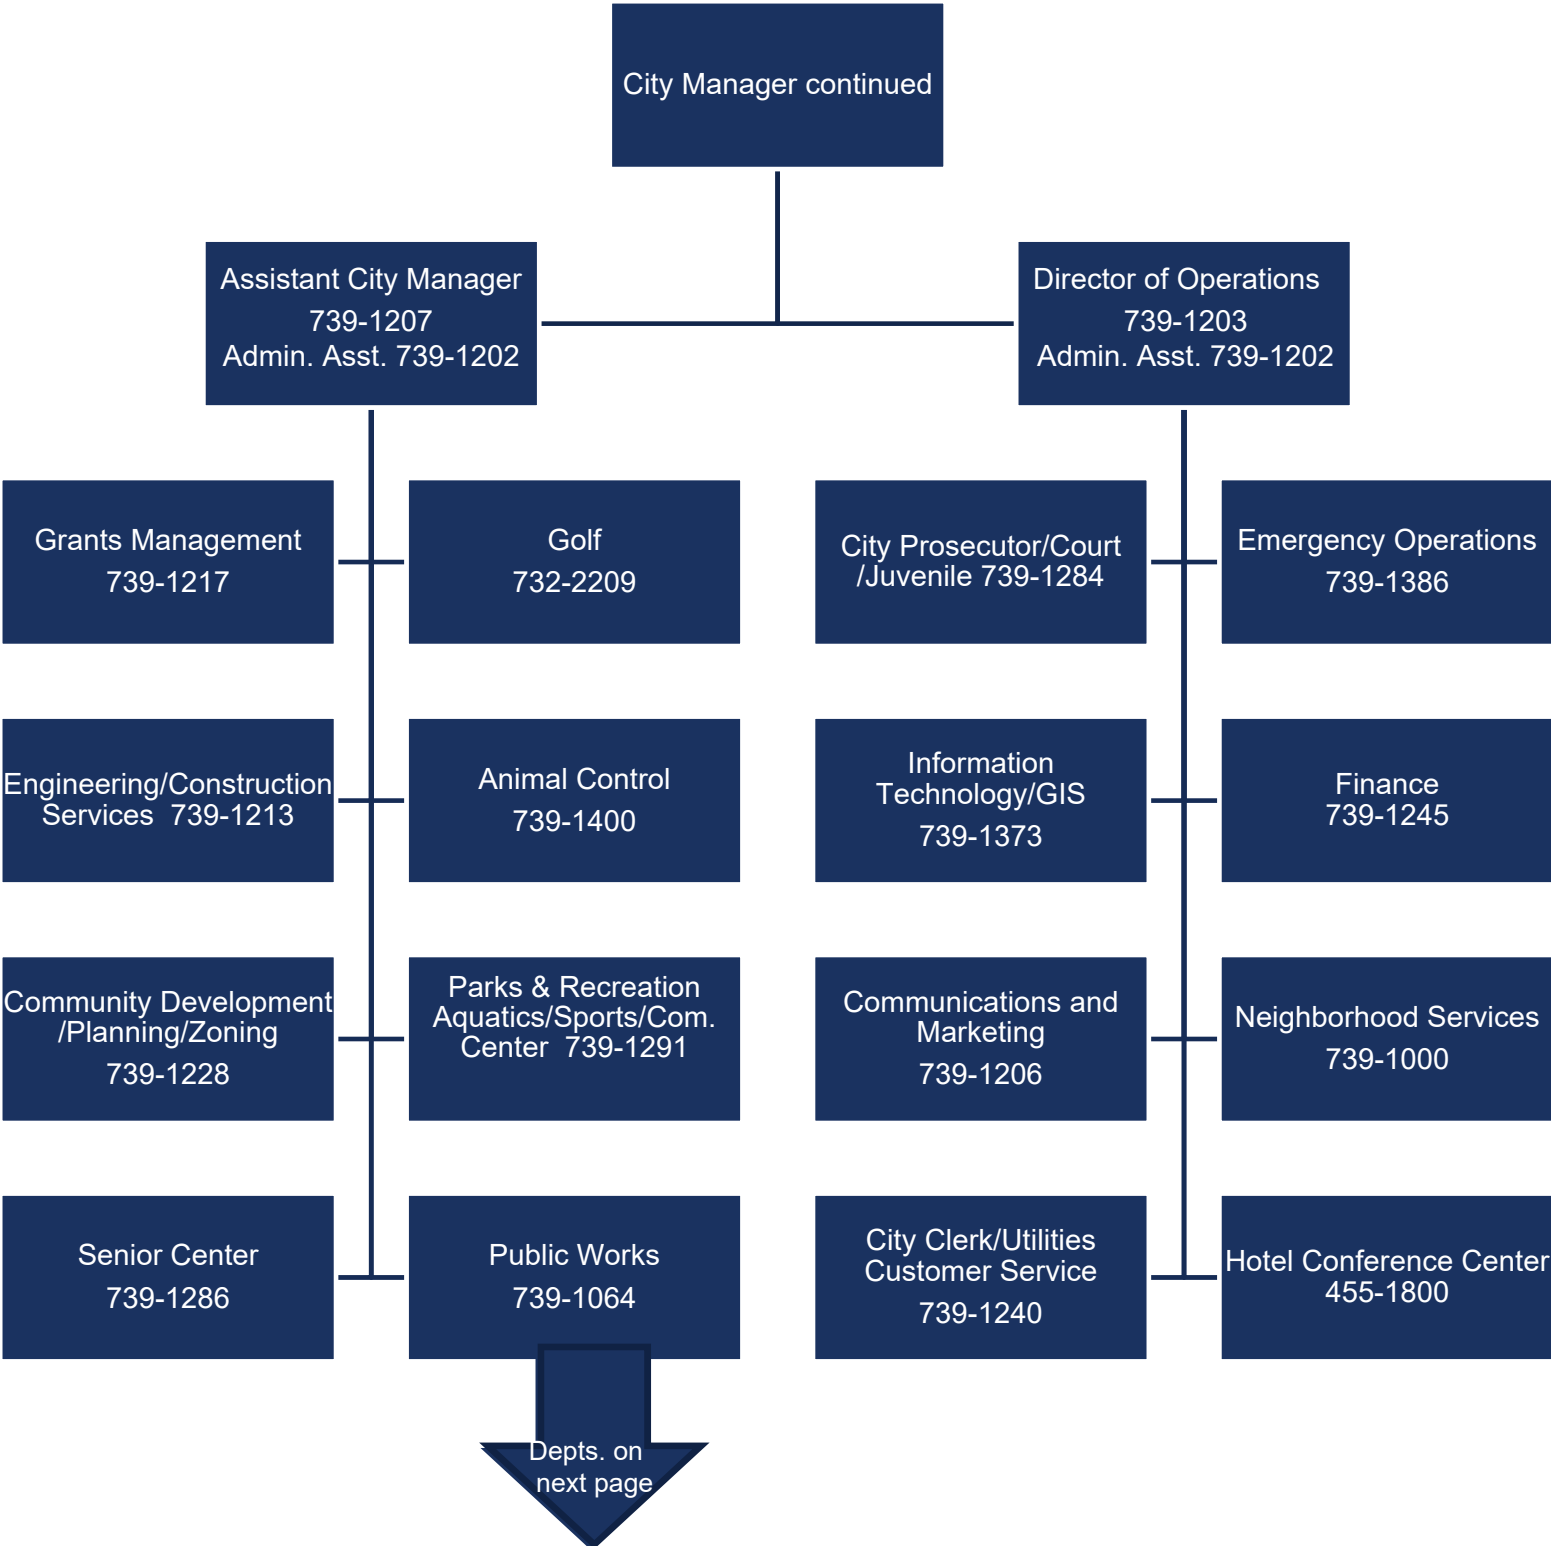 City Manager continued
Assistant City Manager
739-1207
Admin. Asst. 739-1202
Director of Operations
739-1203
Admin. Asst. 739-1202
Grants Management
739-1217
Golf
732-2209
City Prosecutor/Court
/Juvenile 739-1284
Emergency Operations
739-1386
Engineering/Construction
Services 739-1213
Animal Control
739-1400
Information
Technology/GIS
739-1373
Finance
739-1245
Community Development
/Planning/Zoning
739-1228
Parks & Recreation
Aquatics/Sports/Com.
Center 739-1291
Communications and
Marketing
739-1206
Neighborhood Services
739-1000
Senior Center
739-1286
Public Works
739-1064
City Clerk/Utilities
Customer Service
739-1240
Hotel Conference Center
455-1800
Depts. on
next page